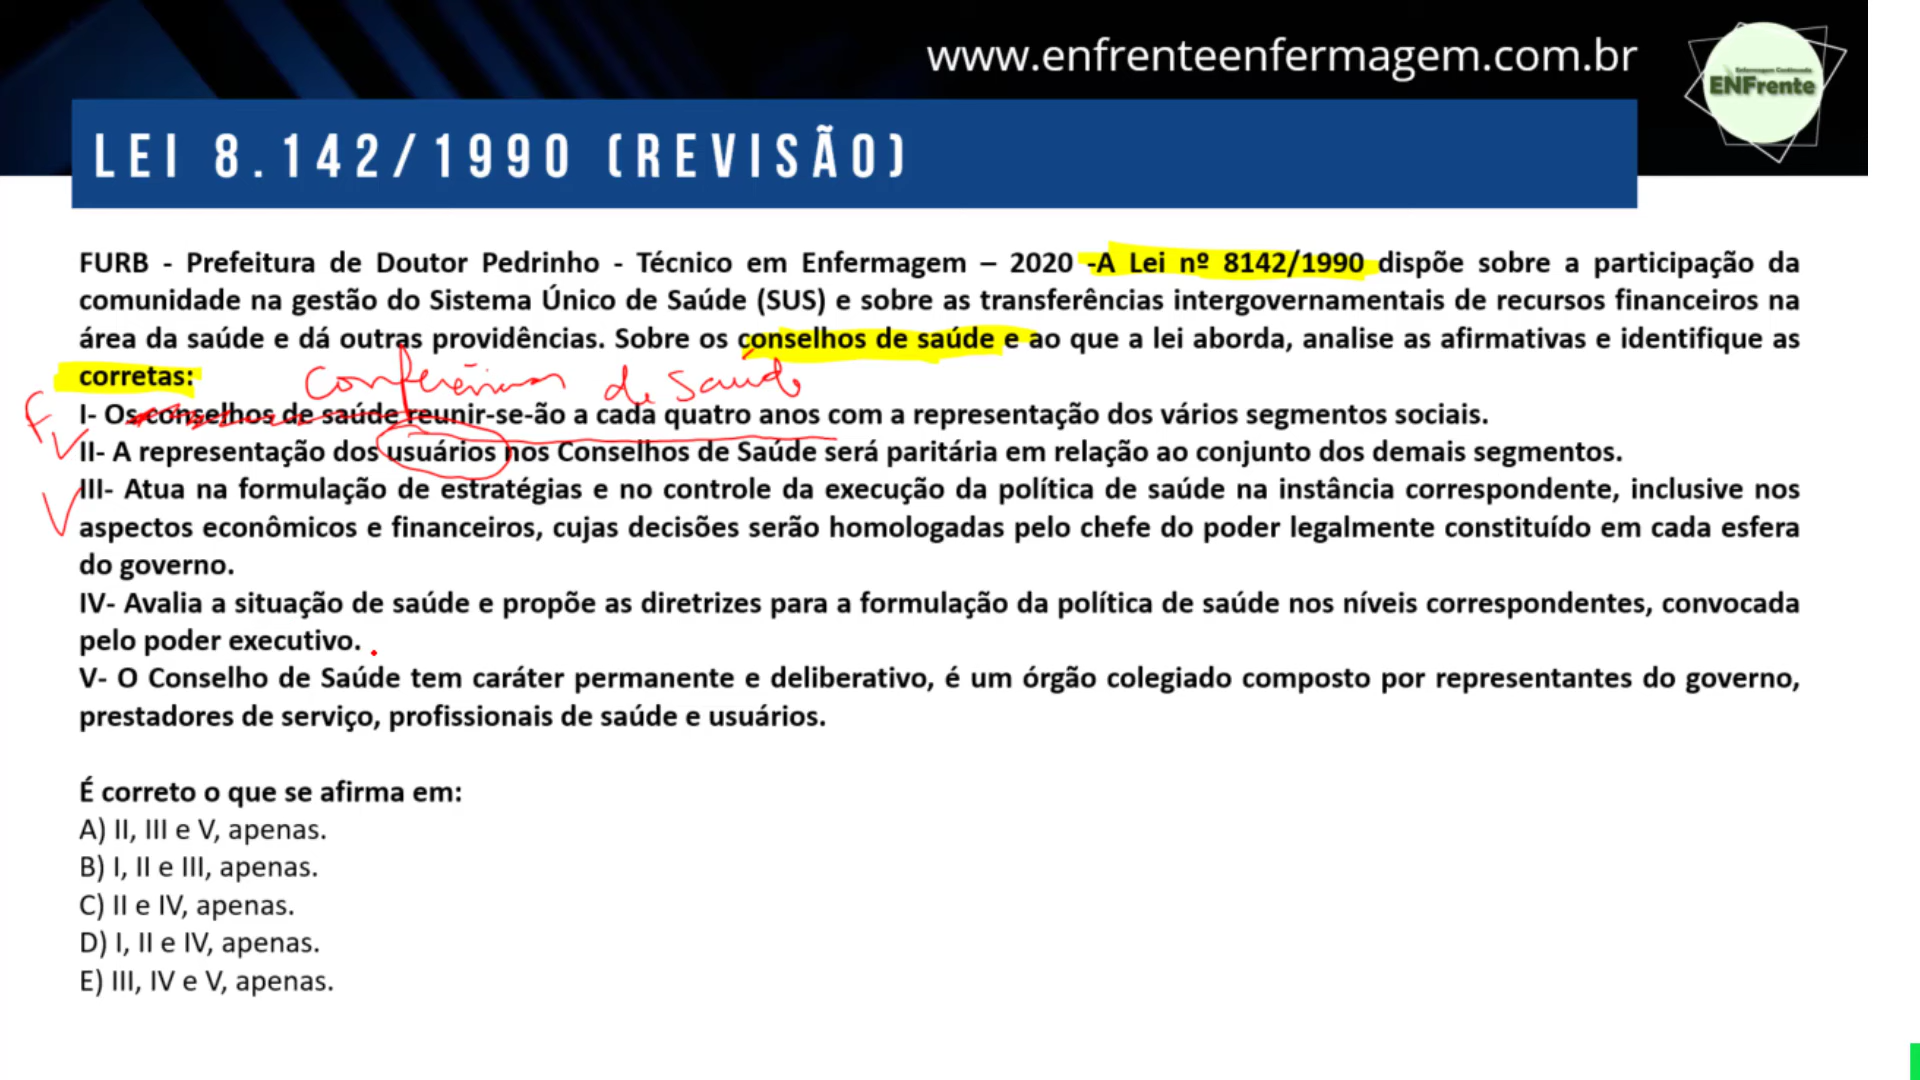 www.enfrenteenfermagem.com.br
Enfermagem Continuada
ENFrente
LEI 8.142/1990 (REVISÃO)
FURB - Prefeitura de Doutor Pedrinho - Técnico em Enfermagem – 2020 -A Lei nº 8142/1990 dispõe sobre a participação da
comunidade na gestão do Sistema Único de Saúde (SUS) e sobre as transferências intergovernamentais de recursos financeiros na
área da saúde e dá outras providências. Sobre os conselhos de saúde e ao que a lei aborda, analise as afirmativas e identifique as
corretas:
Conferências de Saúde
F
I- Os conselhos de saúde reunir-se-ão a cada quatro anos com a representação dos vários segmentos sociais.
V
II- A representação dos usuários nos Conselhos de Saúde será paritária em relação ao conjunto dos demais segmentos.
V
III- Atua na formulação de estratégias e no controle da execução da política de saúde na instância correspondente, inclusive nos
aspectos econômicos e financeiros, cujas decisões serão homologadas pelo chefe do poder legalmente constituído em cada esfera
do governo.
IV- Avalia a situação de saúde e propõe as diretrizes para a formulação da política de saúde nos níveis correspondentes, convocada
pelo poder executivo.
V- O Conselho de Saúde tem caráter permanente e deliberativo, é um órgão colegiado composto por representantes do governo,
prestadores de serviço, profissionais de saúde e usuários.
É correto o que se afirma em:
A) II, III e V, apenas.
B) I, II e III, apenas.
C) II e IV, apenas.
D) I, II e IV, apenas.
E) III, IV e V, apenas.